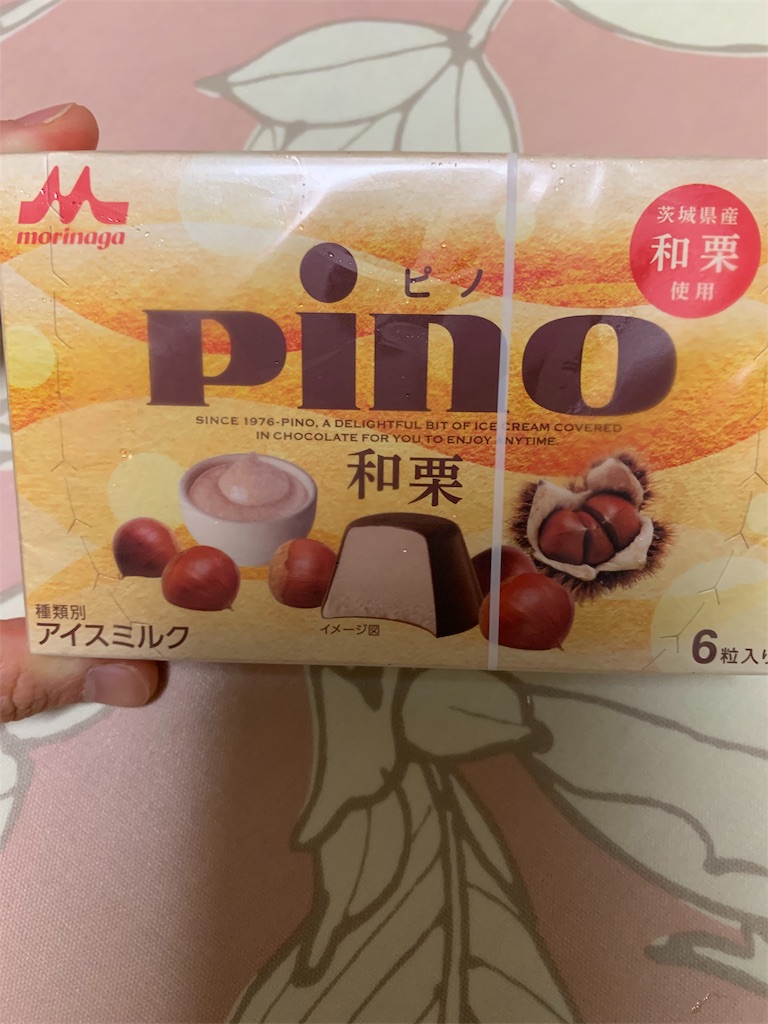 morinaga
茨城県産
和栗
使用
ピノ
pino
SINCE 1976-PINO, A DELIGHTFUL BIT OF ICE CREAM COVERED
IN CHOCOLATE FOR YOU TO ENJOY ANYTIME.
和栗
種類別
アイスミルク
イメージ図
6粒入り